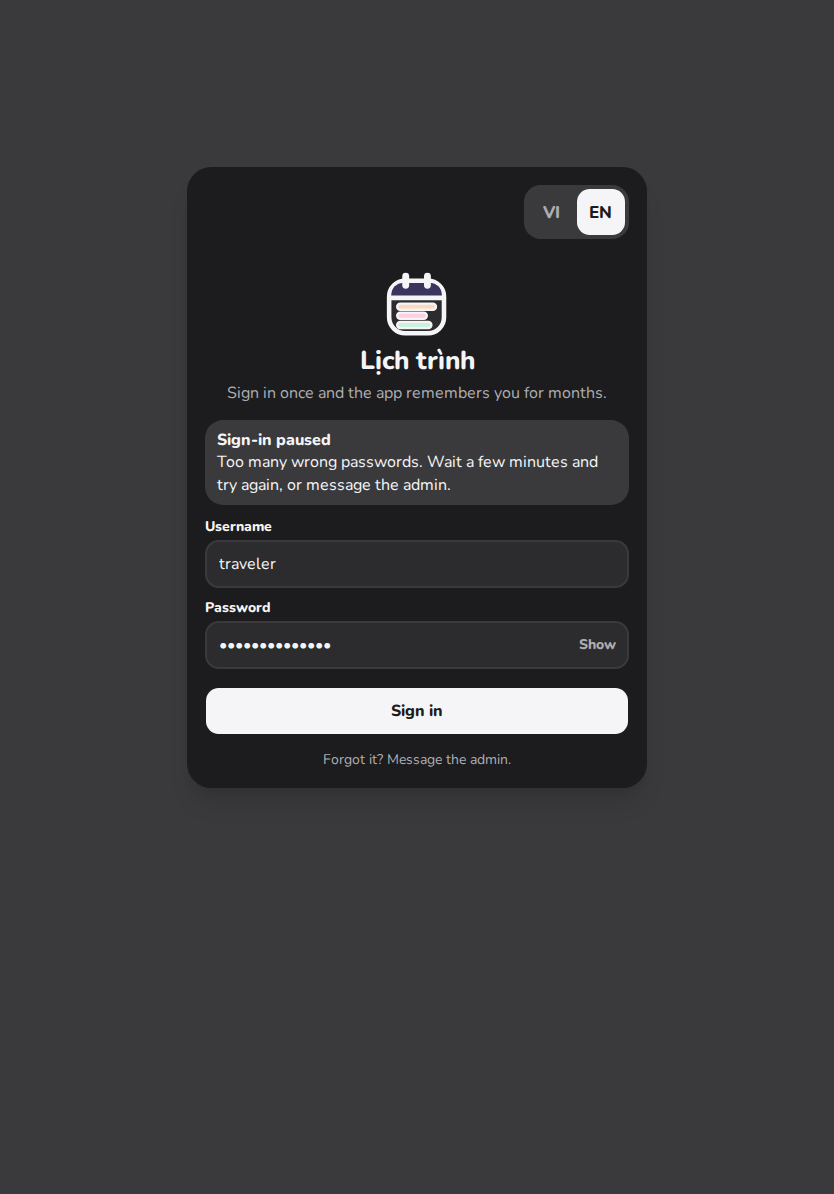 VI EN
Lịch trình
Sign in once and the app remembers you for months.
Sign-in paused
Too many wrong passwords. Wait a few minutes and
try again, or message the admin.
Username
traveler
Password
••••••••••••••
Show
Sign in
Forgot it? Message the admin.